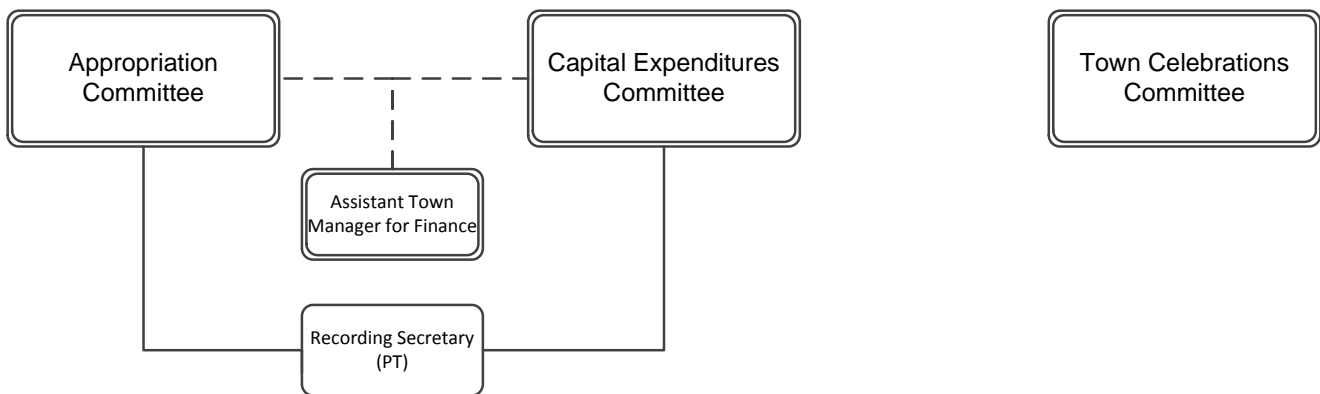 Appropriation
Committee
Capital Expenditures
Committee
Town Celebrations
Committee
Assistant Town
Manager for Finance
Recording Secretary
(PT)